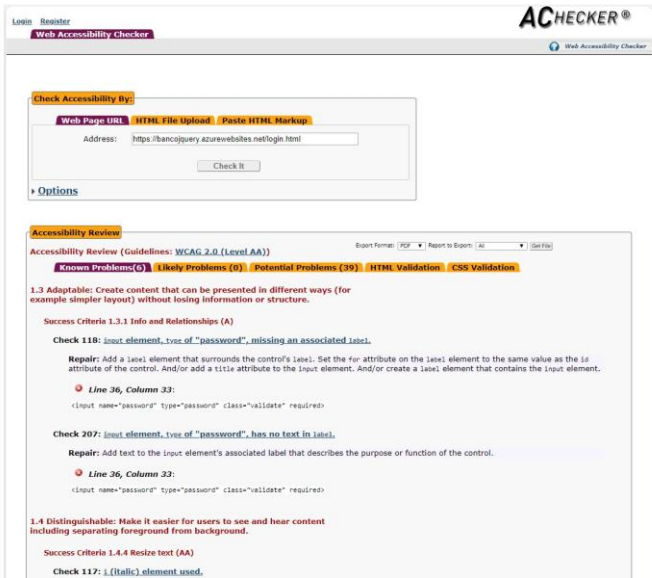 ACHECKER®
Login Register
Web Accessibility Checker
Web Accessibility Checker
Check Accessibility By:
Web Page URL HTML File Upload Paste HTML Markup
Address: https://bancojquery.azurewebsites.net/login.html
Check It
Options
Accessibility Review
Export Format: PDF Report to Export: All Get File
Accessibility Review (Guidelines: WCAG 2.0 (Level AA))
Known Problems(6) Likely Problems (0) Potential Problems (39) HTML Validation CSS Validation
1.3 Adaptable: Create content that can be presented in different ways (for
example simpler layout) without losing information or structure.
Success Criteria 1.3.1 Info and Relationships (A)
Check 118: input element, type of "password", missing an associated label.
Repair: Add a label element that surrounds the control's label. Set the for attribute on the label element to the same value as the id
attribute of the control. And/or add a title attribute to the input element. And/or create a label element that contains the input element.
Line 36, Column 33:
<input name="password" type="password" class="validate" required>
Check 207: input element, type of "password", has no text in label.
Repair: Add text to the input element's associated label that describes the purpose or function of the control.
Line 36, Column 33:
<input name="password" type="password" class="validate" required>
1.4 Distinguishable: Make it easier for users to see and hear content
including separating foreground from background.
Success Criteria 1.4.4 Resize text (AA)
Check 117: i (italic) element used.